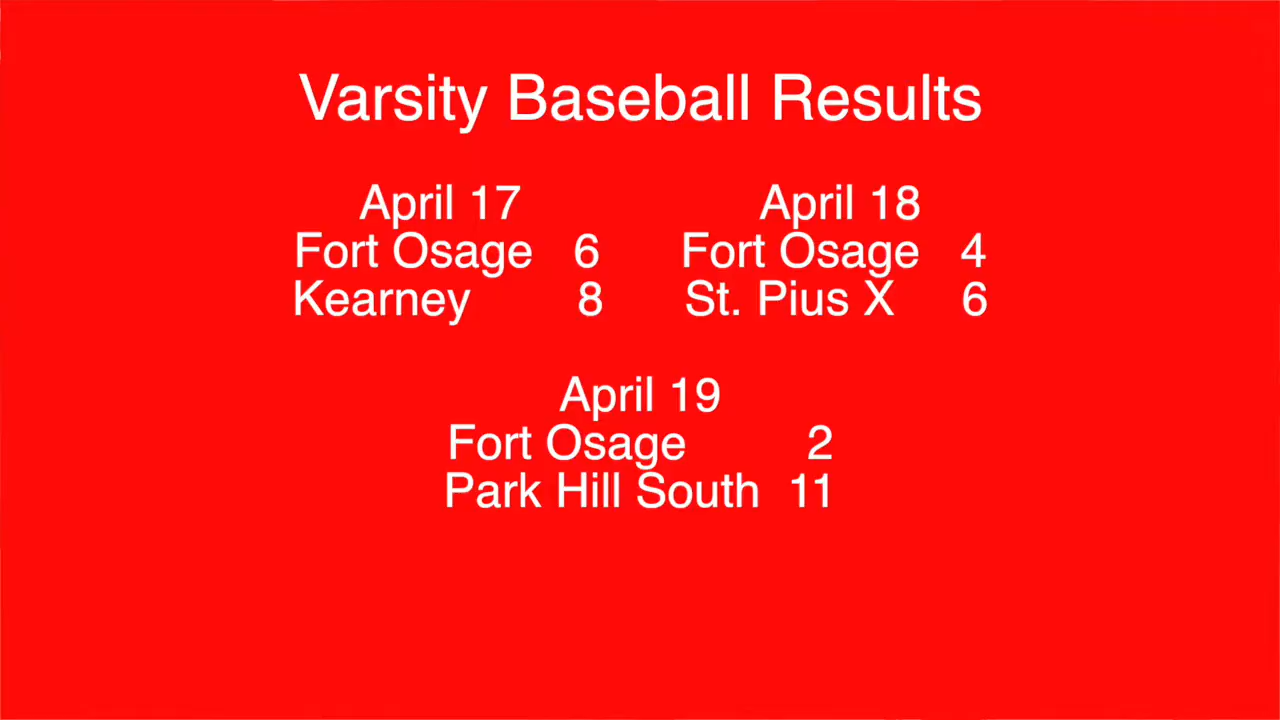 Varsity Baseball Results
April 17
Fort Osage 6
Kearney 8
April 18
Fort Osage 4
St. Pius X 6
April 19
Fort Osage 2
Park Hill South 11